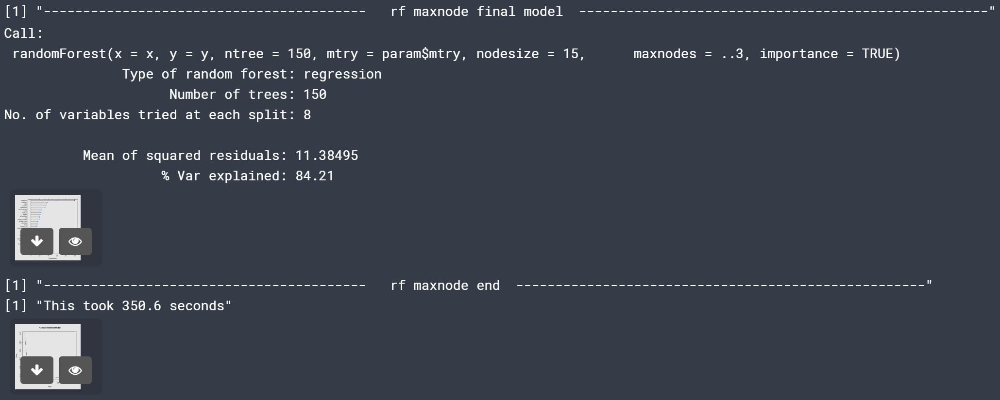 [1] "-----------------------------------------   rf maxnode final model  ----------------------------------------------------"
Call:
 randomForest(x = x, y = y, ntree = 150, mtry = param$mtry, nodesize = 15,      maxnodes = ..3, importance = TRUE)
               Type of random forest: regression
                     Number of trees: 150
No. of variables tried at each split: 8
          Mean of squared residuals: 11.38495
                    % Var explained: 84.21
[1] "-----------------------------------------   rf maxnode end  ----------------------------------------------------"
[1] "This took 350.6 seconds"
rf_maxnode$finalModel